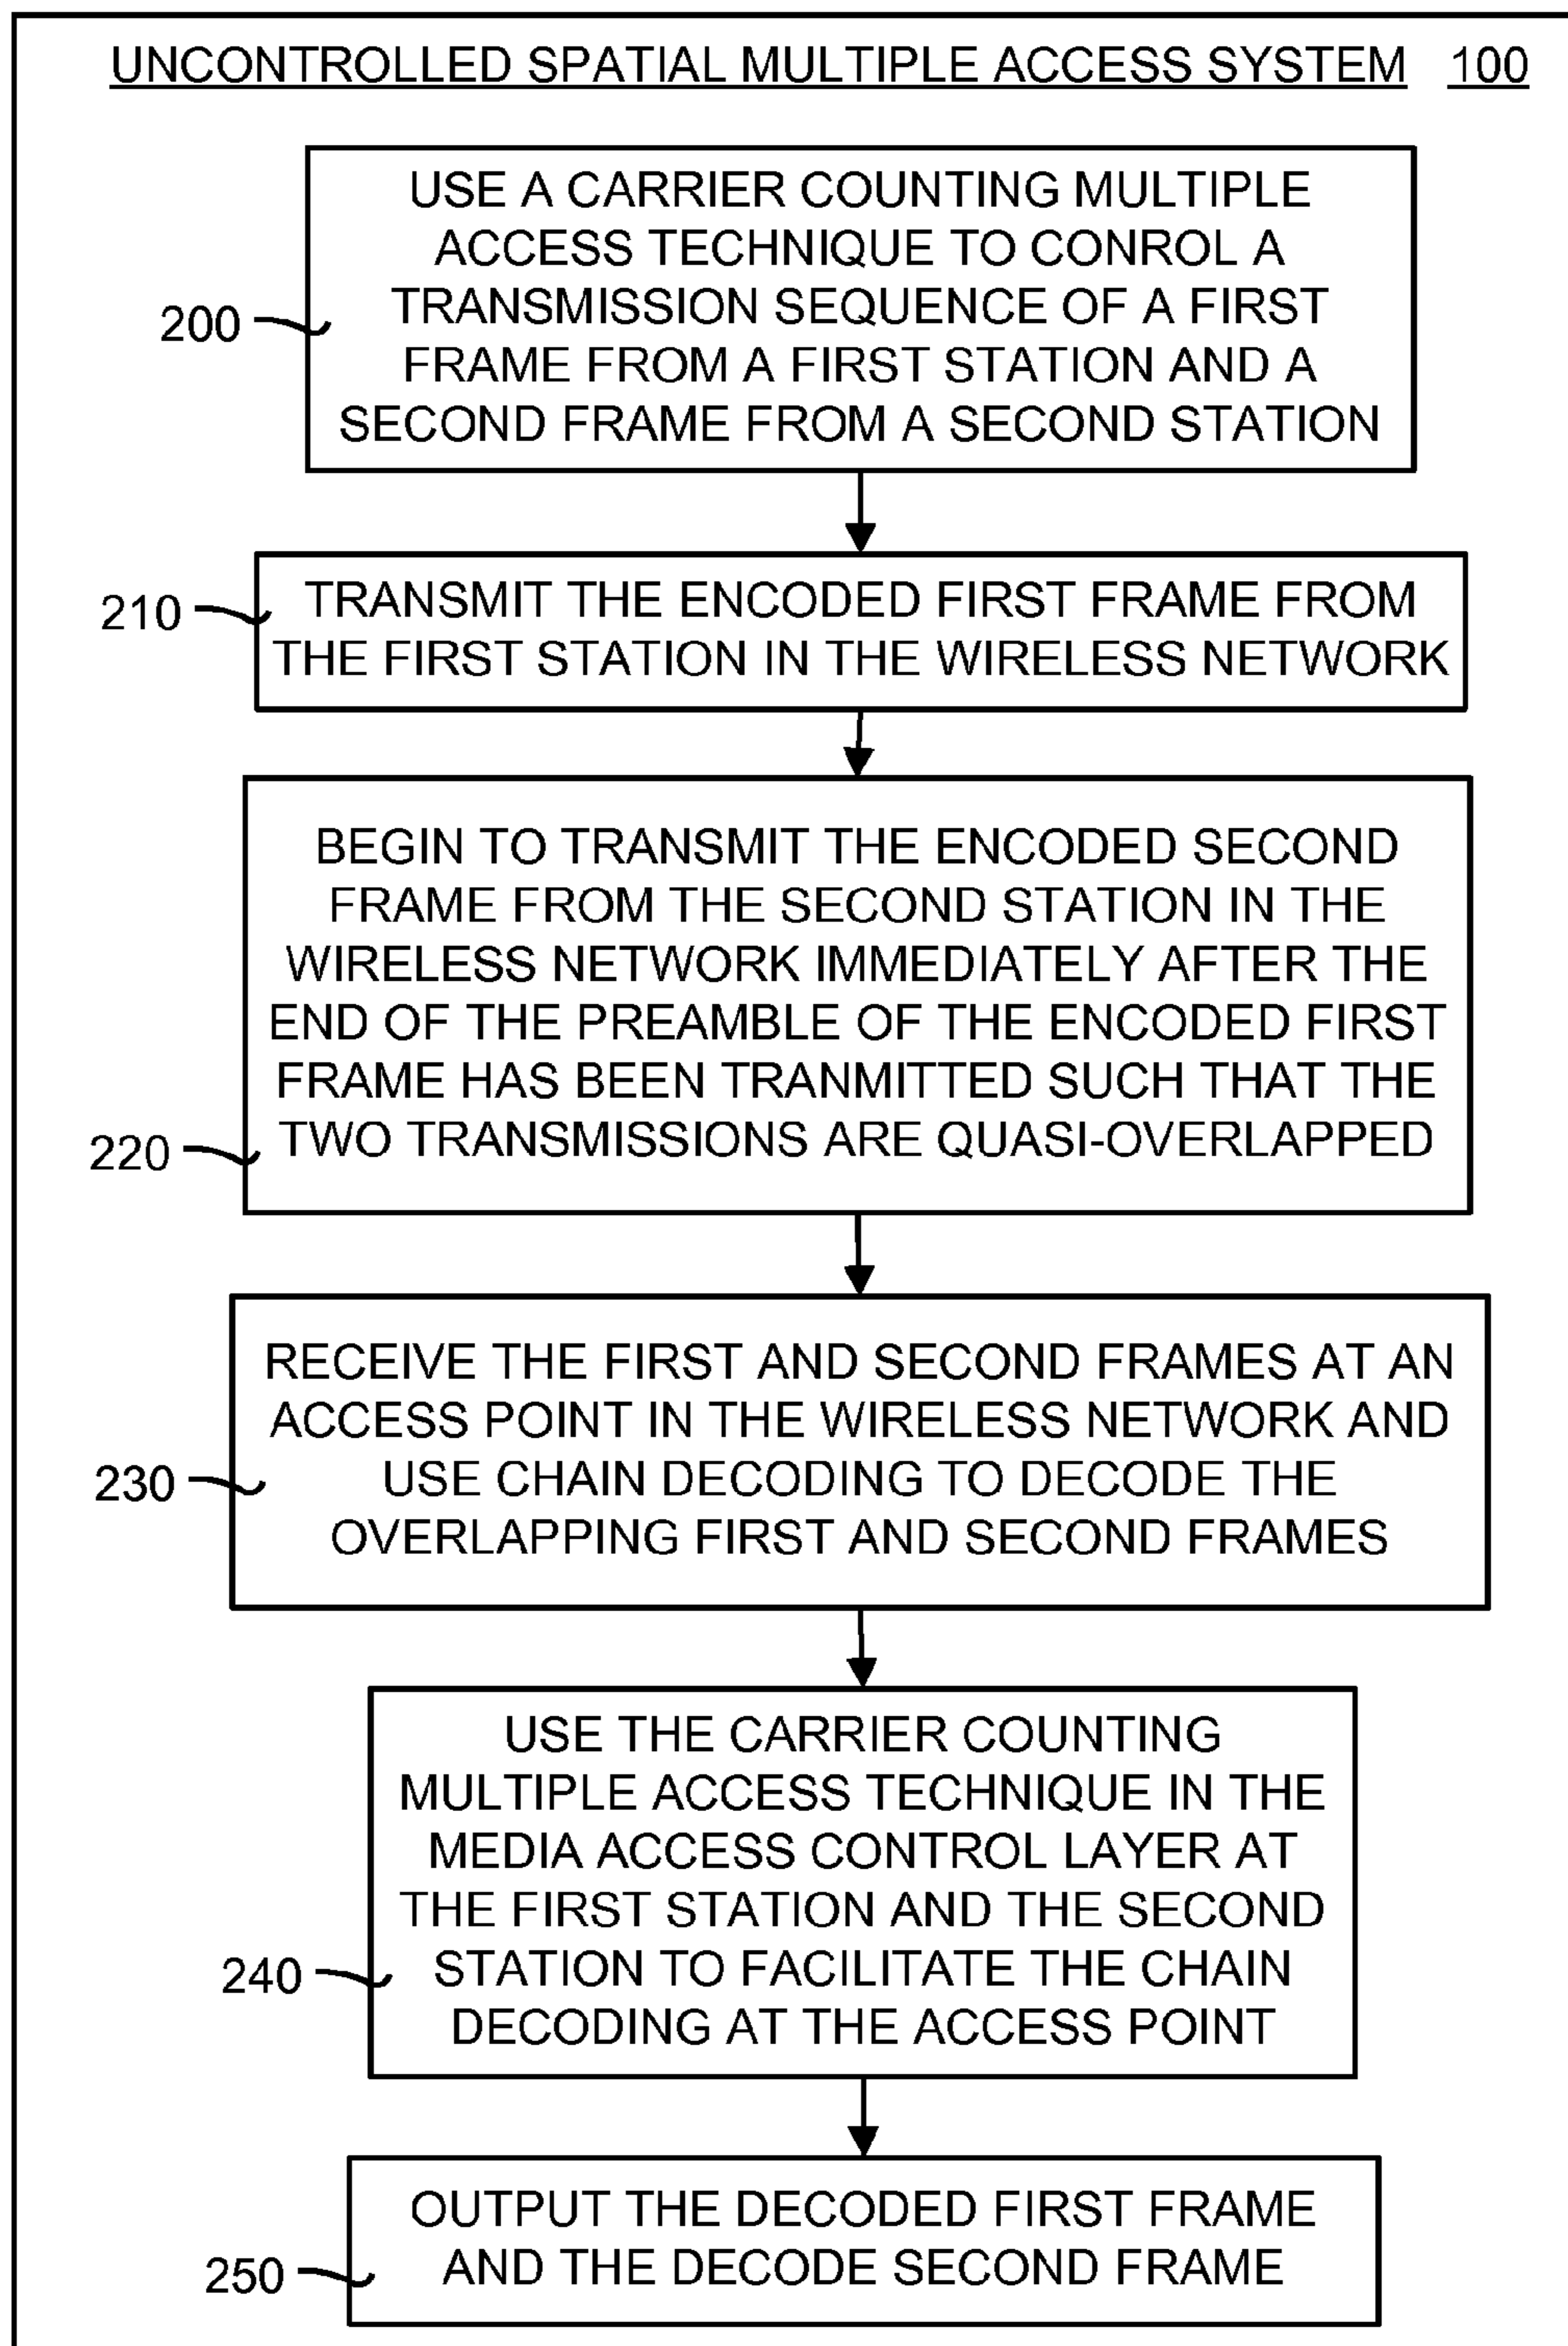 UNCONTROLLED SPATIAL MULTIPLE ACCESS SYSTEM 100
USE A CARRIER COUNTING MULTIPLE
ACCESS TECHNIQUE TO CONROL A
TRANSMISSION SEQUENCE OF A FIRST
FRAME FROM A FIRST STATION AND A
SECOND FRAME FROM A SECOND STATION
200
TRANSMIT THE ENCODED FIRST FRAME FROM
THE FIRST STATION IN THE WIRELESS NETWORK
210
BEGIN TO TRANSMIT THE ENCODED SECOND
FRAME FROM THE SECOND STATION IN THE
WIRELESS NETWORK IMMEDIATELY AFTER THE
END OF THE PREAMBLE OF THE ENCODED FIRST
FRAME HAS BEEN TRANMITTED SUCH THAT THE
TWO TRANSMISSIONS ARE QUASI-OVERLAPPED
220
RECEIVE THE FIRST AND SECOND FRAMES AT AN
ACCESS POINT IN THE WIRELESS NETWORK AND
USE CHAIN DECODING TO DECODE THE
OVERLAPPING FIRST AND SECOND FRAMES
230
USE THE CARRIER COUNTING
MULTIPLE ACCESS TECHNIQUE IN THE
MEDIA ACCESS CONTROL LAYER AT
THE FIRST STATION AND THE SECOND
STATION TO FACILITATE THE CHAIN
DECODING AT THE ACCESS POINT
240
OUTPUT THE DECODED FIRST FRAME
AND THE DECODE SECOND FRAME
250